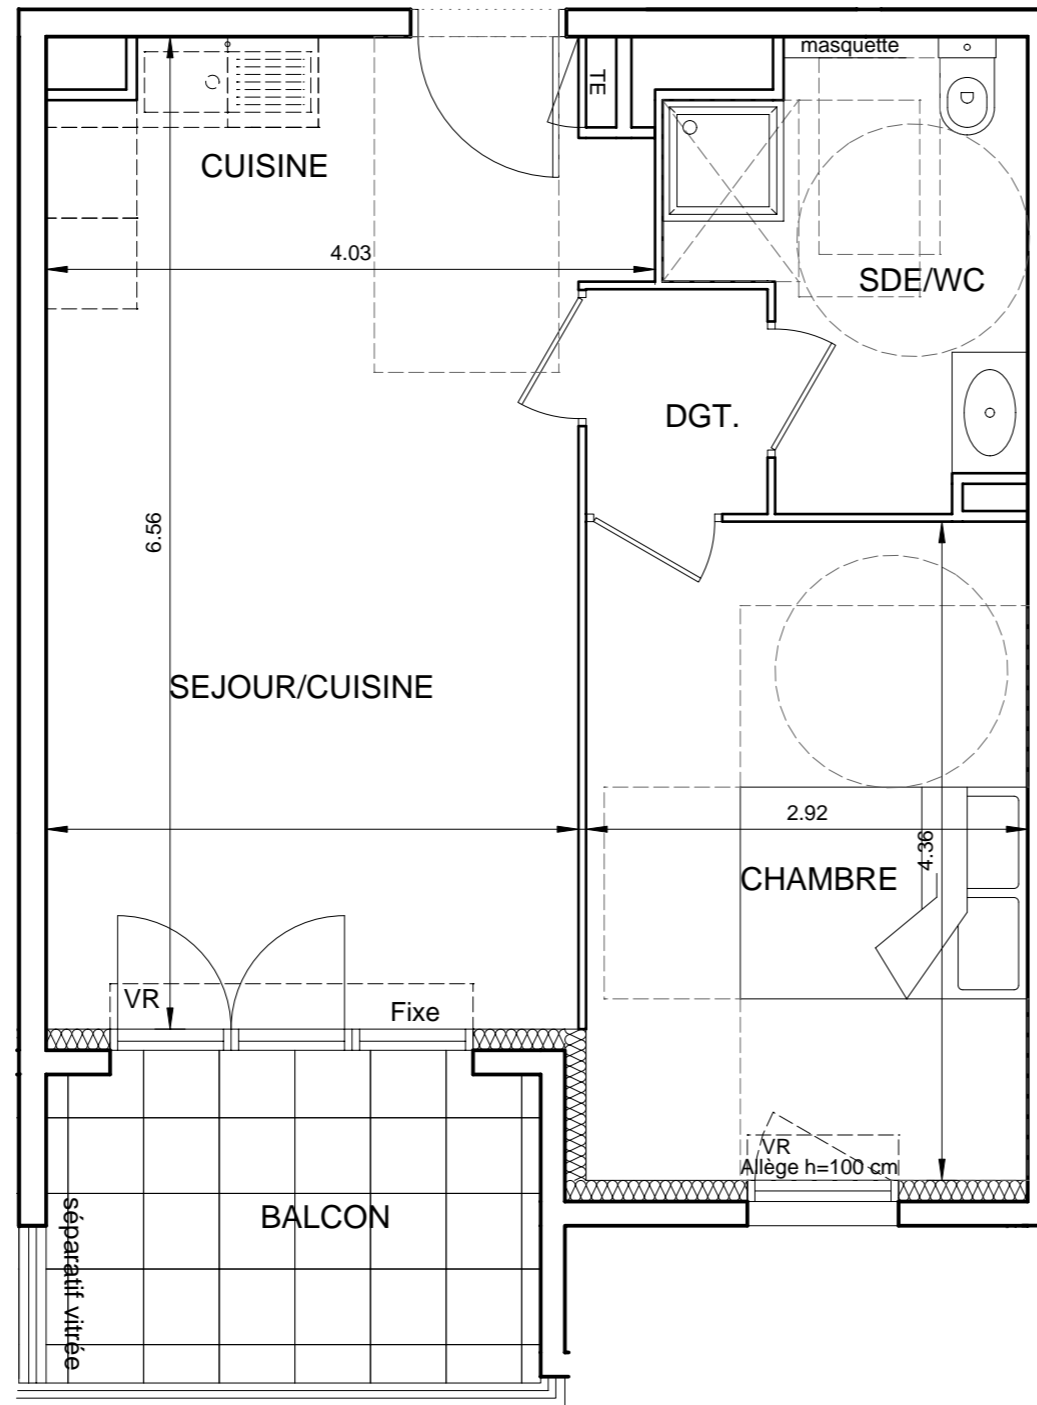 masquette
TE
CUISINE
4.03
SDE/WC
DGT.
6.56
SEJOUR/CUISINE
2.92
4.36
CHAMBRE
VR
Fixe
VR
Allège h=100 cm
BALCON
séparatif vitrée